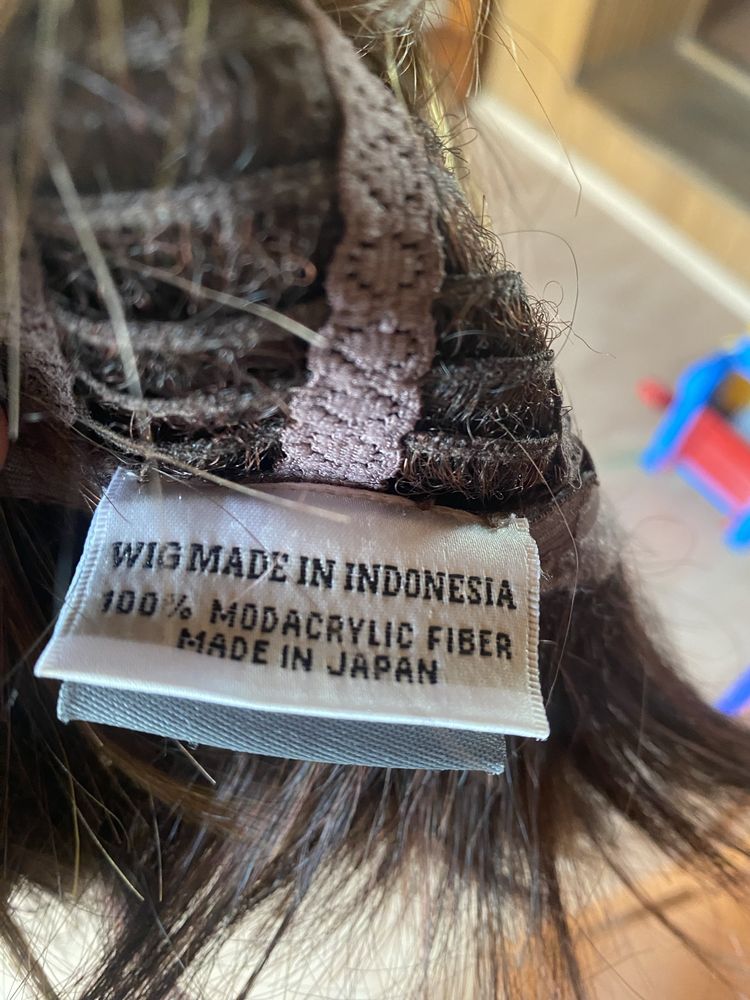 WIG MADE IN INDONESIA
100% MODACRYLIC FIBER
MADE IN JAPAN